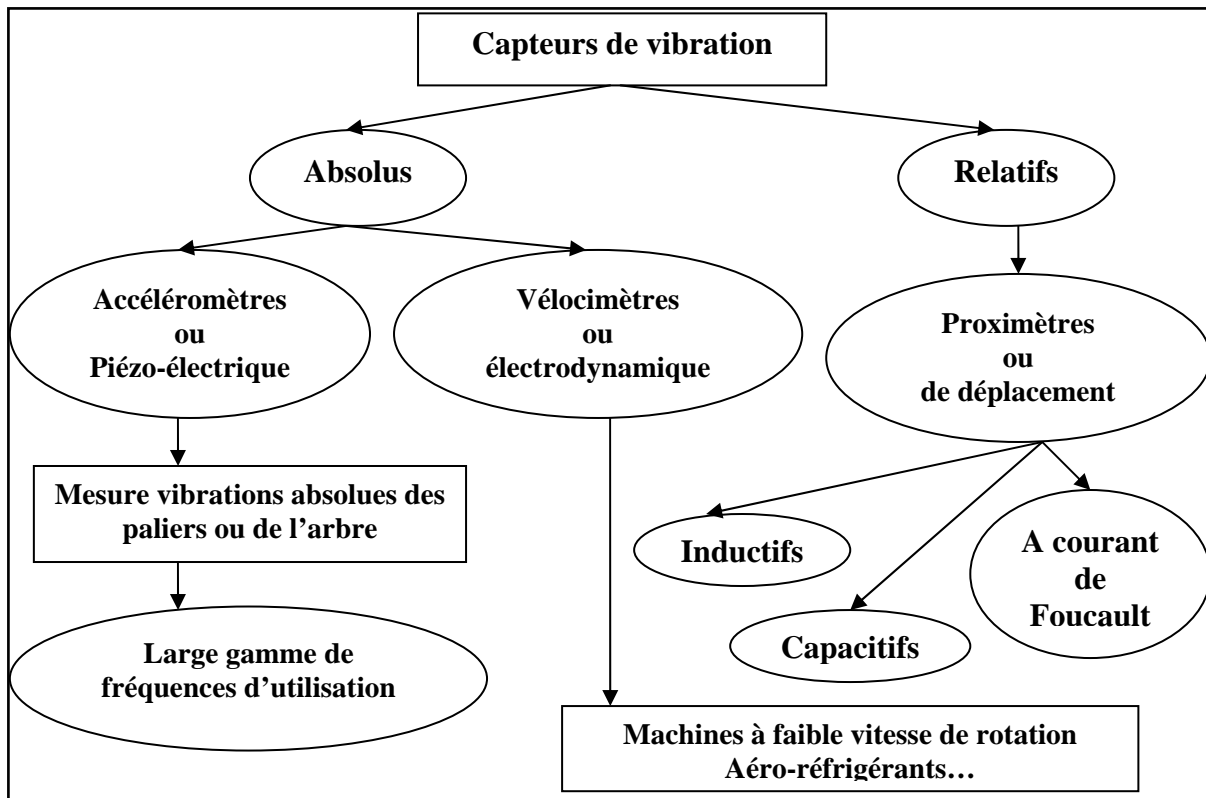 Capteurs de vibration
Absolus
Relatifs
Accéléromètres
ou
Piézo-électrique
Vélocimètres
ou
électrodynamique
Proximètres
ou
de déplacement
Mesure vibrations absolues des
paliers ou de l’arbre
Inductifs
A courant
de
Foucault
Capacitifs
Large gamme de
fréquences d’utilisation
Machines à faible vitesse de rotation
Aéro-réfrigérants…